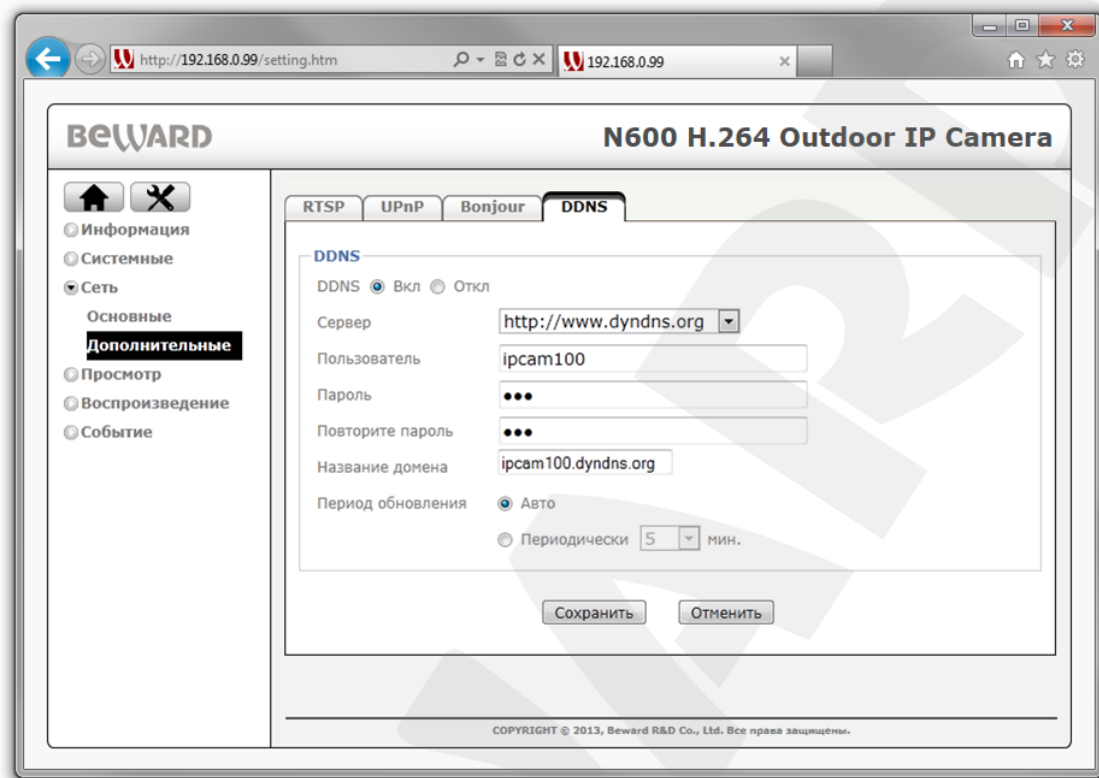 http://192.168.0.99/setting.htm
192.168.0.99
BEWARD
N600 H.264 Outdoor IP Camera
RTSP UPnP Bonjour DDNS
Информация
Системные
Сеть
Основные
Дополнительные
Просмотр
Воспроизведение
Событие
DDNS
DDNS Вкл Откл
Сервер http://www.dyndns.org
Пользователь ipcam100
Пароль •••
Повторите пароль •••
Название домена ipcam100.dyndns.org
Период обновления Авто
Периодически 5 мин.
Сохранить Отменить
COPYRIGHT © 2013, Beward R&D Co., Ltd. Все права защищены.